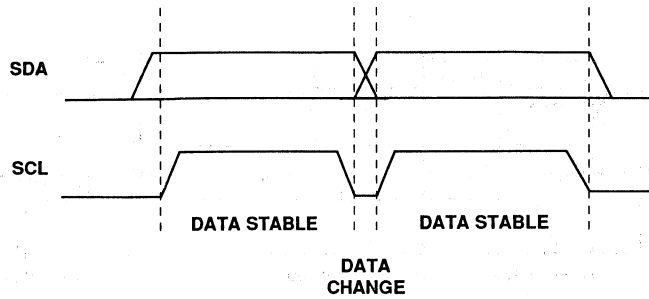 SDA
SCL
DATA STABLE DATA STABLE
DATA
CHANGE